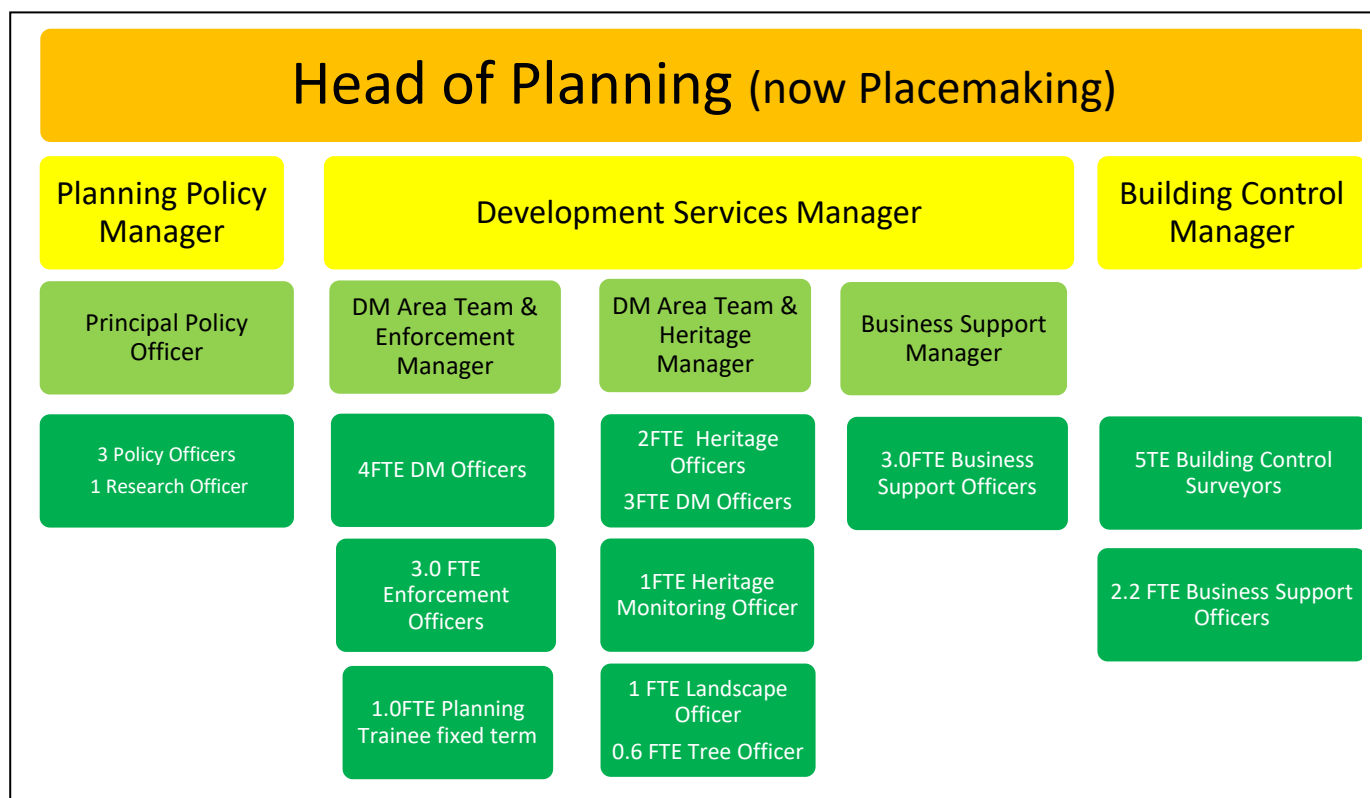 Head of Planning (now Placemaking)
Planning Policy
Manager
Development Services Manager
Building Control
Manager
Principal Policy
Officer
DM Area Team &
Enforcement
Manager
DM Area Team &
Heritage
Manager
Business Support
Manager
3 Policy Officers
1 Research Officer
4FTE DM Officers
2FTE  Heritage
Officers
3FTE DM Officers
3.0FTE Business
Support Officers
5TE Building Control
Surveyors
3.0 FTE
Enforcement
Officers
1FTE Heritage
Monitoring Officer
2.2 FTE Business Support
Officers
1.0FTE Planning
Trainee fixed term
1 FTE Landscape
Officer
0.6 FTE Tree Officer